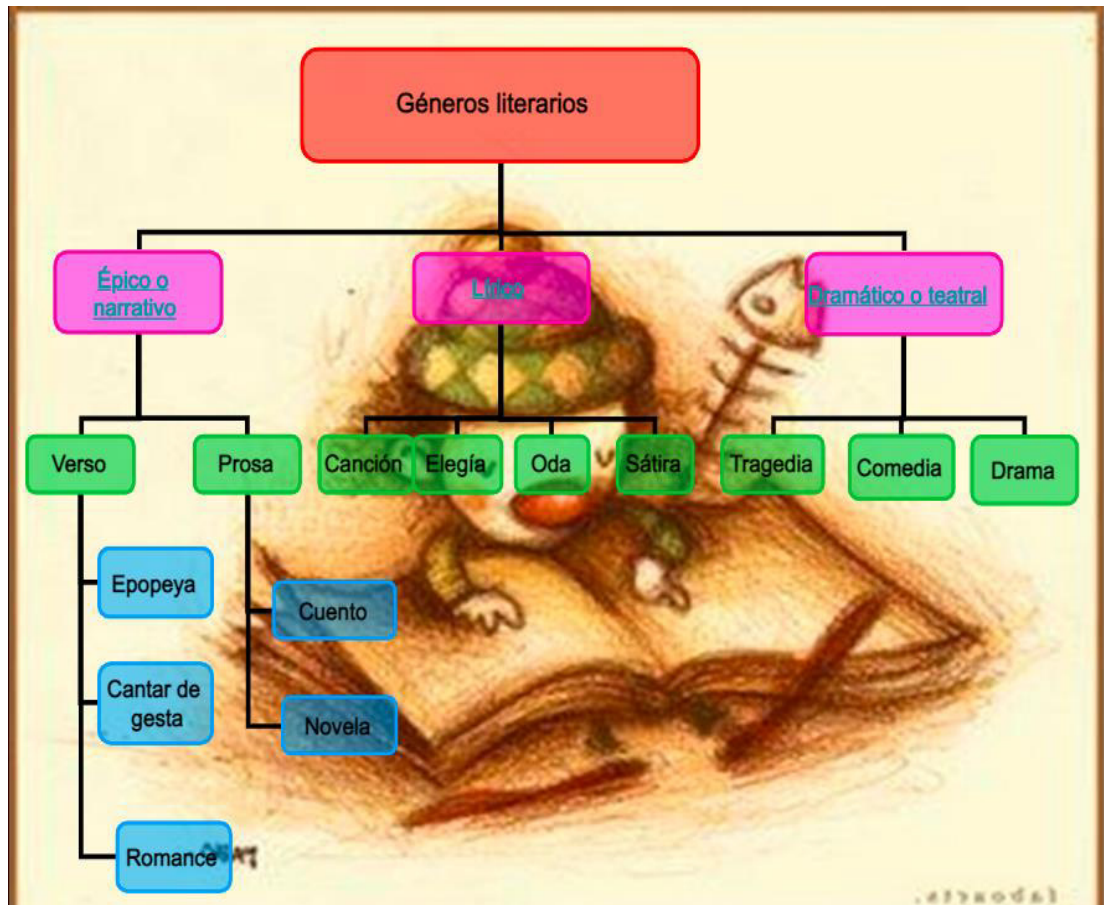 Géneros literarios
Épico o
narrativo
Lírico
Dramático o teatral
Verso
Prosa
Canción
Elegía
Oda
Sátira
Tragedia
Comedia
Drama
Epopeya
Cuento
Cantar de
gesta
Novela
Romance